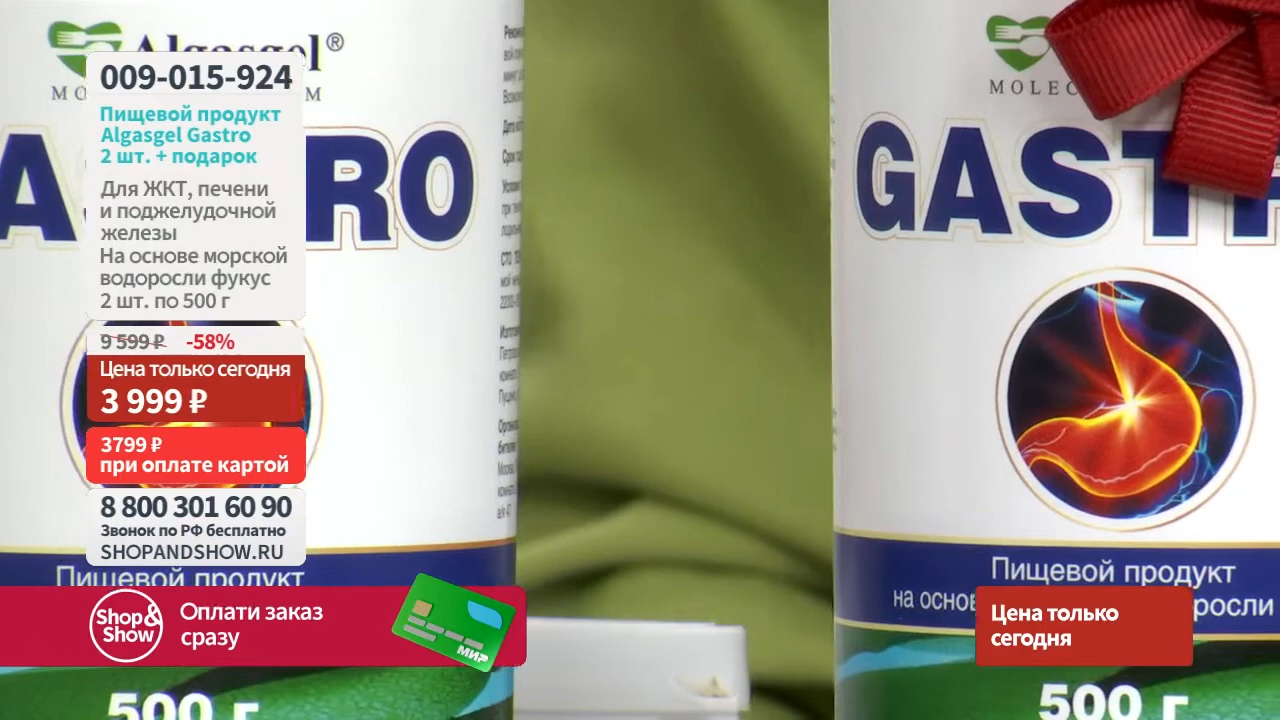 Algasgel®
009-015-924
Пищевой продукт
Algasgel Gastro
2 шт. + подарок
Для ЖКТ, печени
и поджелудочной
железы
На основе морской
водоросли фукус
2 шт. по 500 г
9 599 ₽ -58%
Цена только сегодня
3 999 ₽
3799 ₽
при оплате картой
8 800 301 60 90
Звонок по РФ бесплатно
SHOPANDSHOW.RU
Пищевой продукт
Shop&
Show
Оплати заказ
сразу
МИР
500 г
MOLEC
GAST
Пищевой продукт
на основ
росли
Цена только
сегодня
500 г